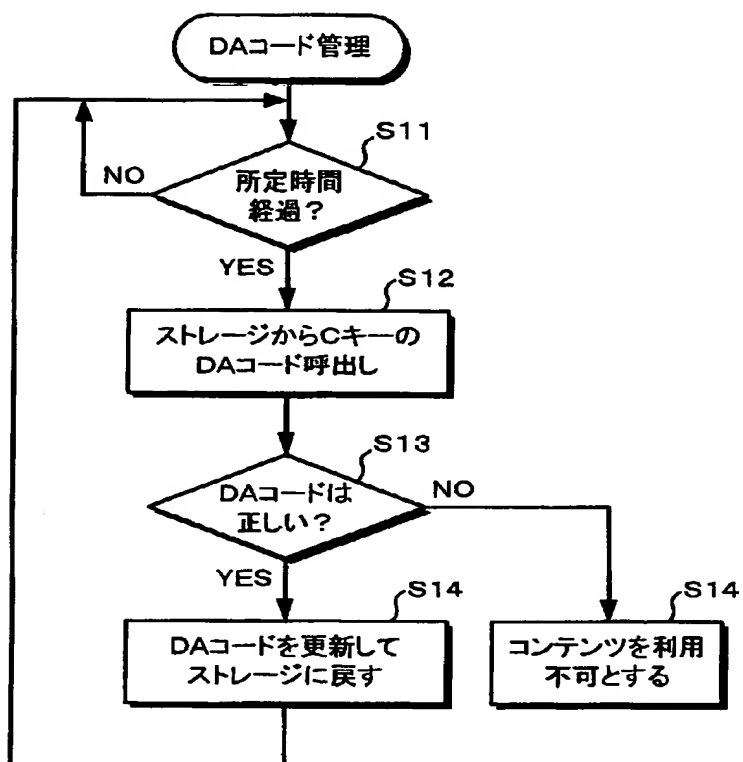 DAコード管理
S11
NO
所定時間
経過?
YES
S12
ストレージからCキーの
DAコード呼出し
S13
DAコードは
正しい?
NO
YES
S14
DAコードを更新して
ストレージに戻す
S14
コンテンツを利用
不可とする